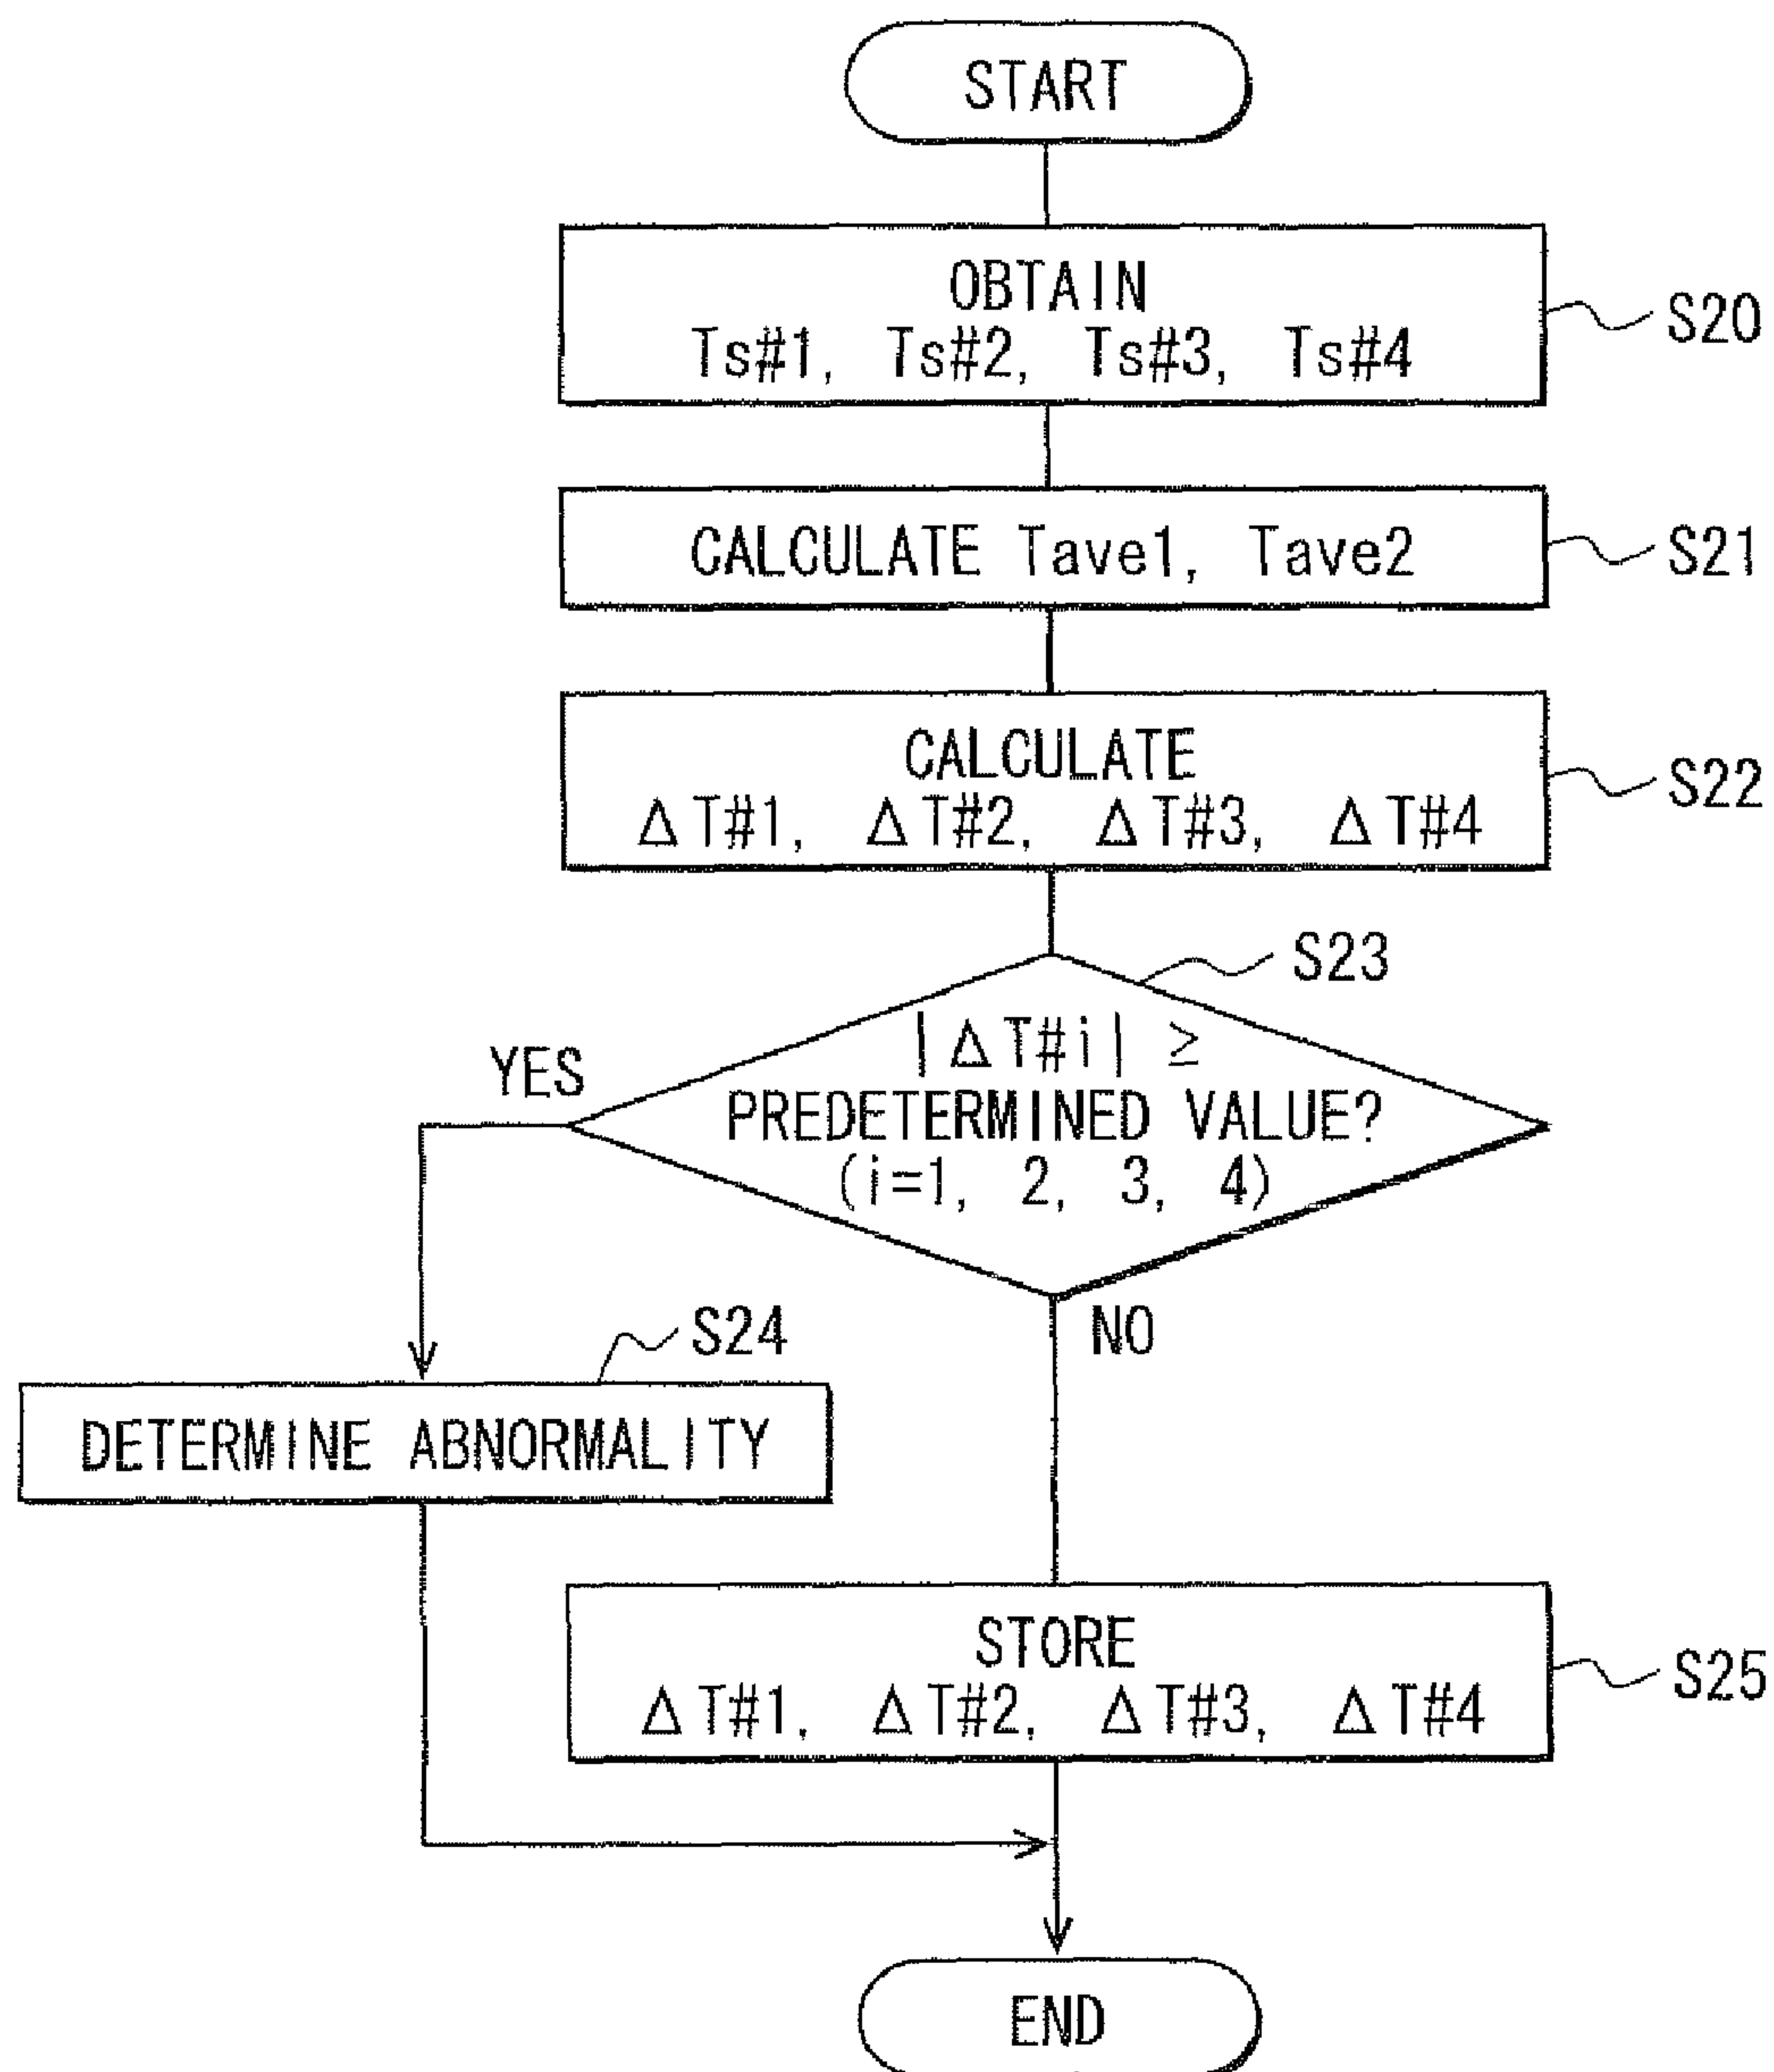 START
OBTAIN
Ts#1, Ts#2, Ts#3, Ts#4
S20
CALCULATE Tave1, Tave2
S21
CALCULATE
ΔT#1, ΔT#2, ΔT#3, ΔT#4
S22
S23
|ΔT#i| ≥
PREDETERMINED VALUE?
(i=1, 2, 3, 4)
YES
NO
S24
DETERMINE ABNORMALITY
STORE
ΔT#1, ΔT#2, ΔT#3, ΔT#4
S25
END